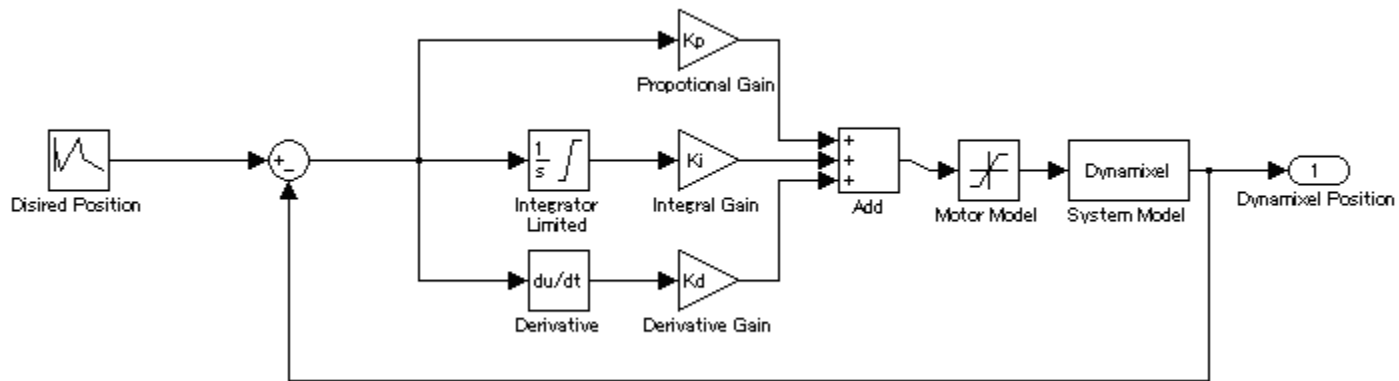 Kp
Propotional Gain
Disired Position
+
−
1
s
Integrator
Limited
Ki
Integral Gain
+
+
+
Add
Motor Model
Dynamixel
System Model
1
Dynamixel Position
du/dt
Derivative
Kd
Derivative Gain